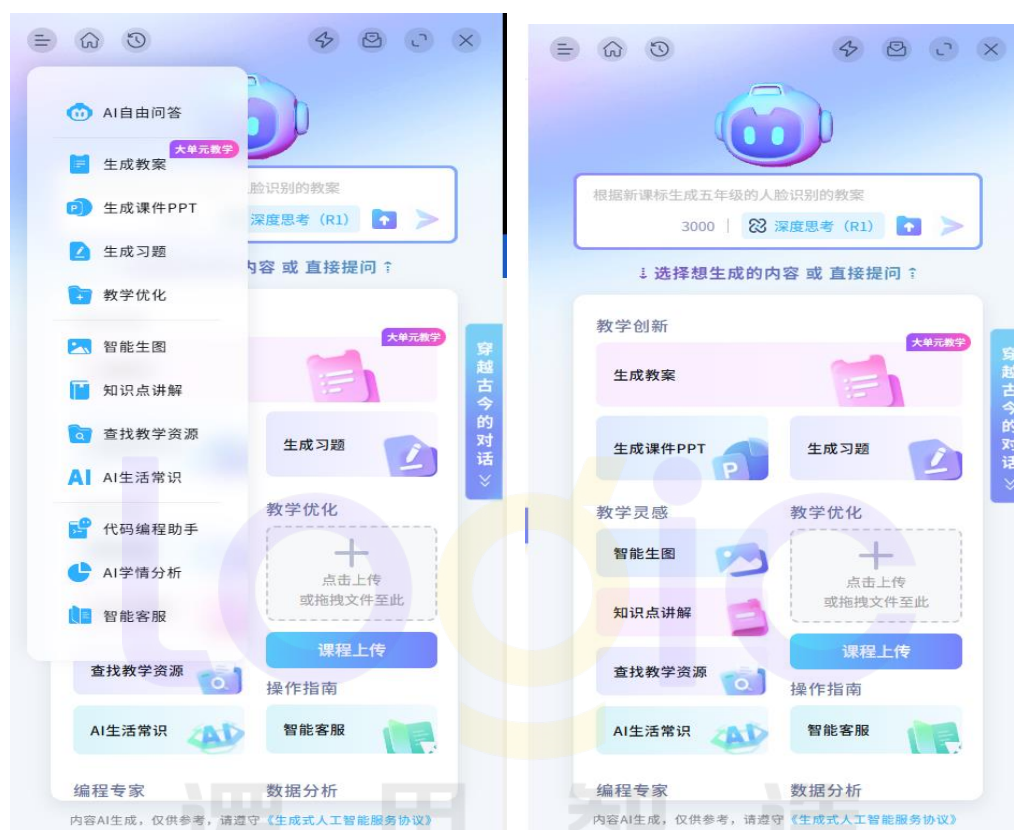 AI自由问答
大单元教学
生成教案
生成课件PPT
生成习题
教学优化
智能生图
知识点讲解
查找教学资源
AI生活常识
代码编程助手
AI学情分析
智能客服
脸识别的教案
深度思考（R1）
内容 或 直接提问
大单元教学
生成习题
教学优化
点击上传
或拖拽文件至此
课程上传
查找教学资源
操作指南
AI生活常识
智能客服
编程专家
数据分析
内容AI生成，仅供参考，请遵守《生成式人工智能服务协议》
穿越古今的对话
根据新课标生成五年级的人脸识别的教案
3000
深度思考（R1）
选择想生成的内容 或 直接提问
教学创新
大单元教学
生成教案
生成课件PPT
生成习题
教学灵感
教学优化
智能生图
点击上传
或拖拽文件至此
知识点讲解
课程上传
查找教学资源
操作指南
AI生活常识
智能客服
编程专家
数据分析
内容AI生成，仅供参考，请遵守《生成式人工智能服务协议》
穿越古今的对话
Logic